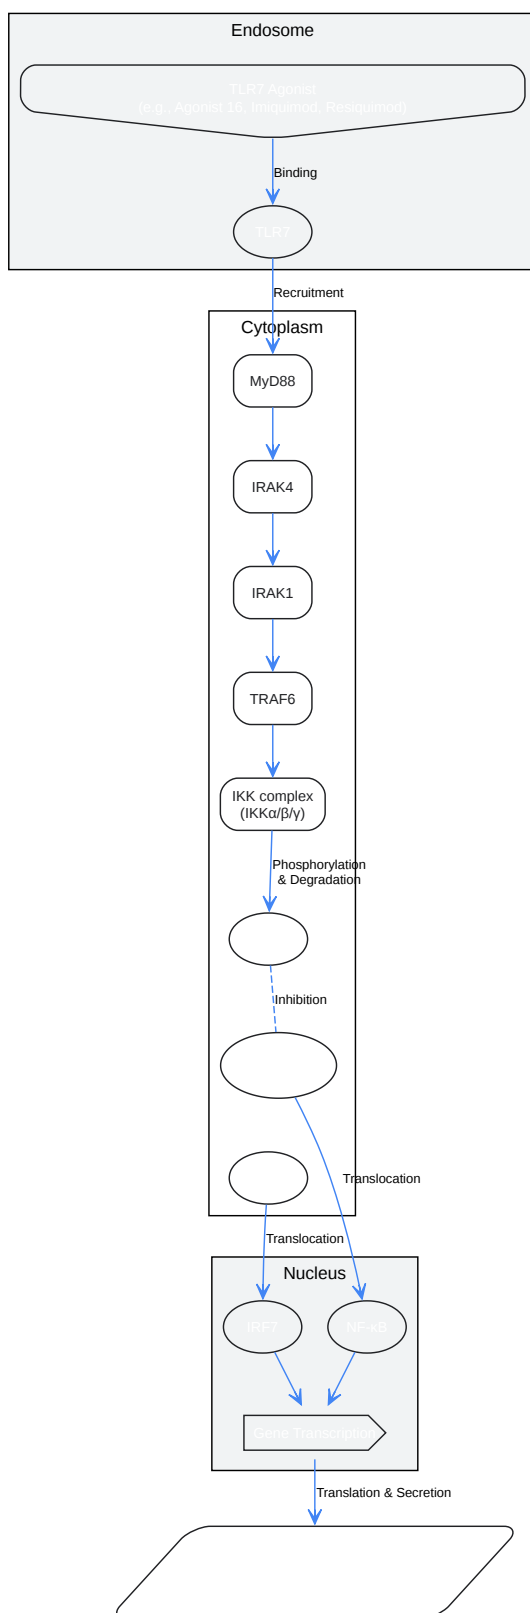 Endosome
TLR7 Agonist
(e.g., Agonist 16, Imiquimod, Resiquimod)
Binding
TLR7
Recruitment
Cytoplasm
MyD88
IRAK4
IRAK1
TRAF6
IKK complex
(IKKα/β/γ)
Phosphorylation
& Degradation
Inhibition
Translocation
Translocation
Nucleus
IRF7
NF-κB
Gene Transcription
Translation & Secretion